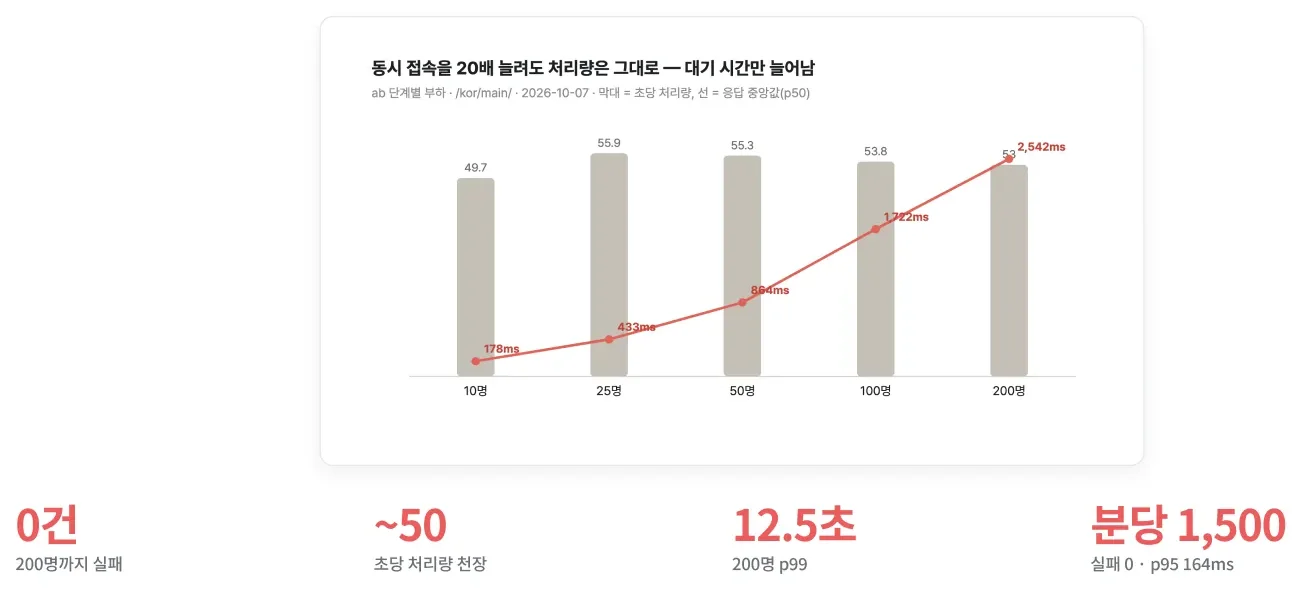 동시 접속을 20배 늘려도 처리량은 그대로 — 대기 시간만 늘어남
ab 단계별 부하 · /kor/main/ · 2026-10-07 · 막대 = 초당 처리량, 선 = 응답 중앙값(p50)
49.7
55.9
55.3
53.8
53
178ms
433ms
864ms
1,722ms
2,542ms
10명
25명
50명
100명
200명
0건
200명까지 실패
~50
초당 처리량 천장
12.5초
200명 p99
분당 1,500
실패 0 · p95 164ms